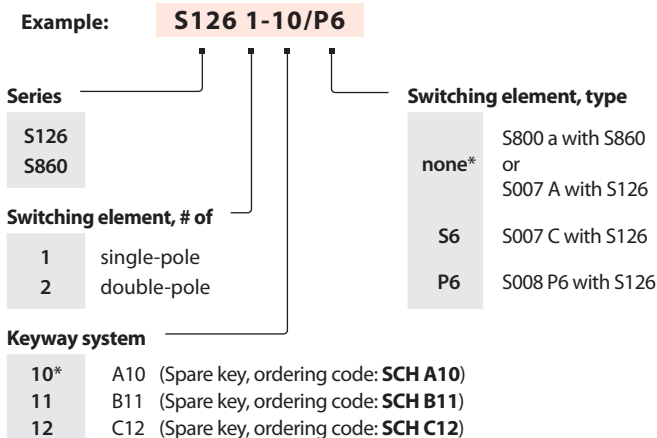 Example: S126 1-10/P6
Series
S126
S860
Switching element, # of
1 single-pole
2 double-pole
Keyway system
10* A10 (Spare key, ordering code: SCH A10)
11 B11 (Spare key, ordering code: SCH B11)
12 C12 (Spare key, ordering code: SCH C12)
Switching element, type
none* S800 a with S860
or
S007 A with S126
S6 S007 C with S126
P6 S008 P6 with S126